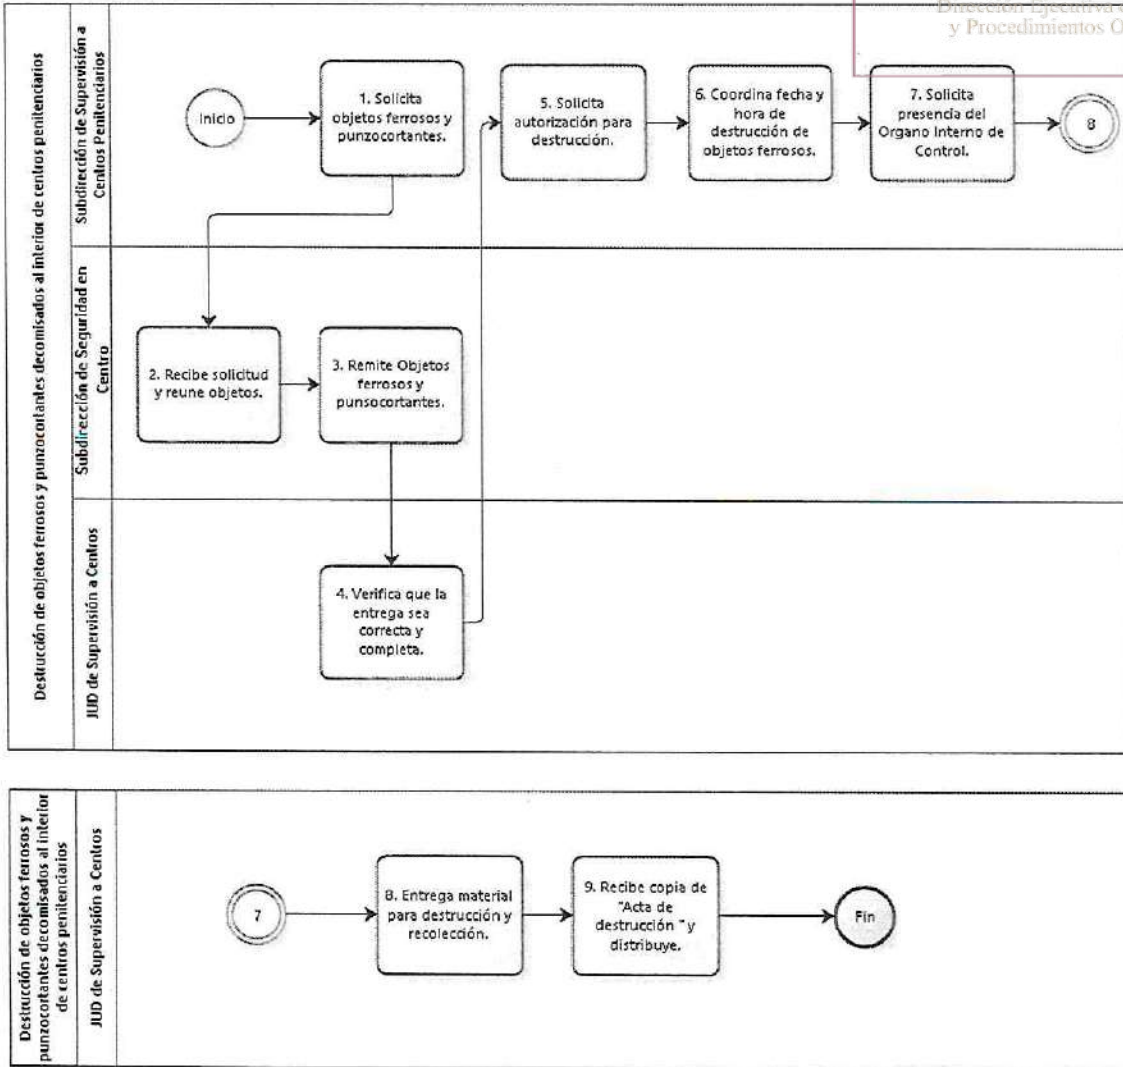 Dirección Ejecutiva
y Procedimientos O
Destrucción de objetos ferrosos y punzocortantes decomisados al interior de centros penitenciarios
Subdirección de Supervisión a
Centros Penitenciarios
Inicio
1. Solicita
objetos ferrosos y
punzocortantes.
5. Solicita
autorización para
destrucción.
6. Coordina fecha y
hora de
destrucción de
objetos ferrosos.
7. Solicita
presencia del
Organo Interno de
Control.
8
Subdirección de Seguridad en
Centro
2. Recibe solicitud
y reune objetos.
3. Remite Objetos
ferrosos y
punsocortantes.
JUD de Supervisión a Centros
4. Verifica que la
entrega sea
correcta y
completa.
Destrucción de objetos ferrosos y
punzocortantes decomisados al interior
de centros penitenciarios
JUD de Supervisión a Centros
7
8. Entrega material
para destrucción y
recolección.
9. Recibe copia de
"Acta de
destrucción " y
distribuye.
Fin